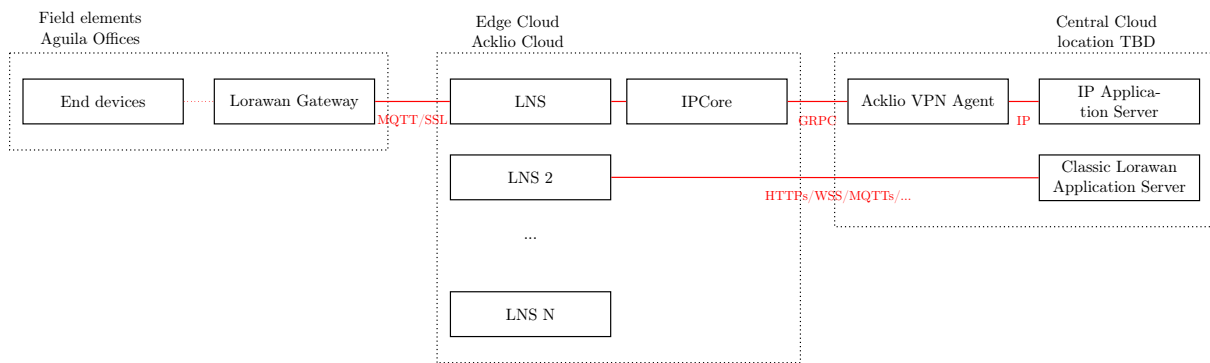 Field elements
Aguila Offices
Edge Cloud
Acklio Cloud
Central Cloud
location TBD
End devices
Lorawan Gateway
MQTT/SSL
LNS
IPCore
GRPC
Acklio VPN Agent
IP
IP Applica-
tion Server
LNS 2
HTTPs/WSS/MQTTs/...
Classic Lorawan
Application Server
...
LNS N